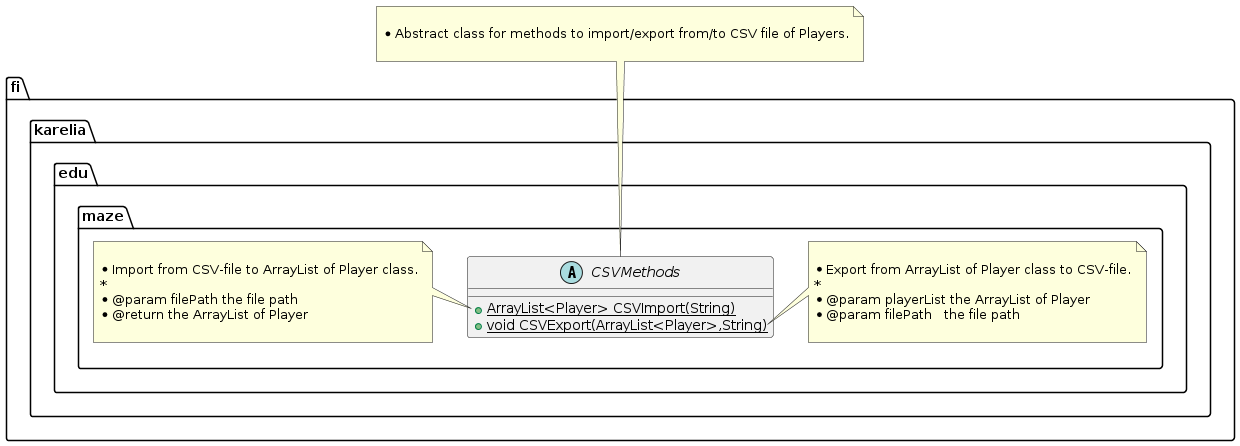 • Abstract class for methods to import/export from/to CSV file of Players.
fi
karelia
edu
maze
• Import from CSV-file to ArrayList of Player class.
*
• @param filePath the file path
• @return the ArrayList of Player
A CSVMethods
ArrayList<Player> CSVImport(String)
void CSVExport(ArrayList<Player>,String)
• Export from ArrayList of Player class to CSV-file.
*
• @param playerList the ArrayList of Player
• @param filePath   the file path